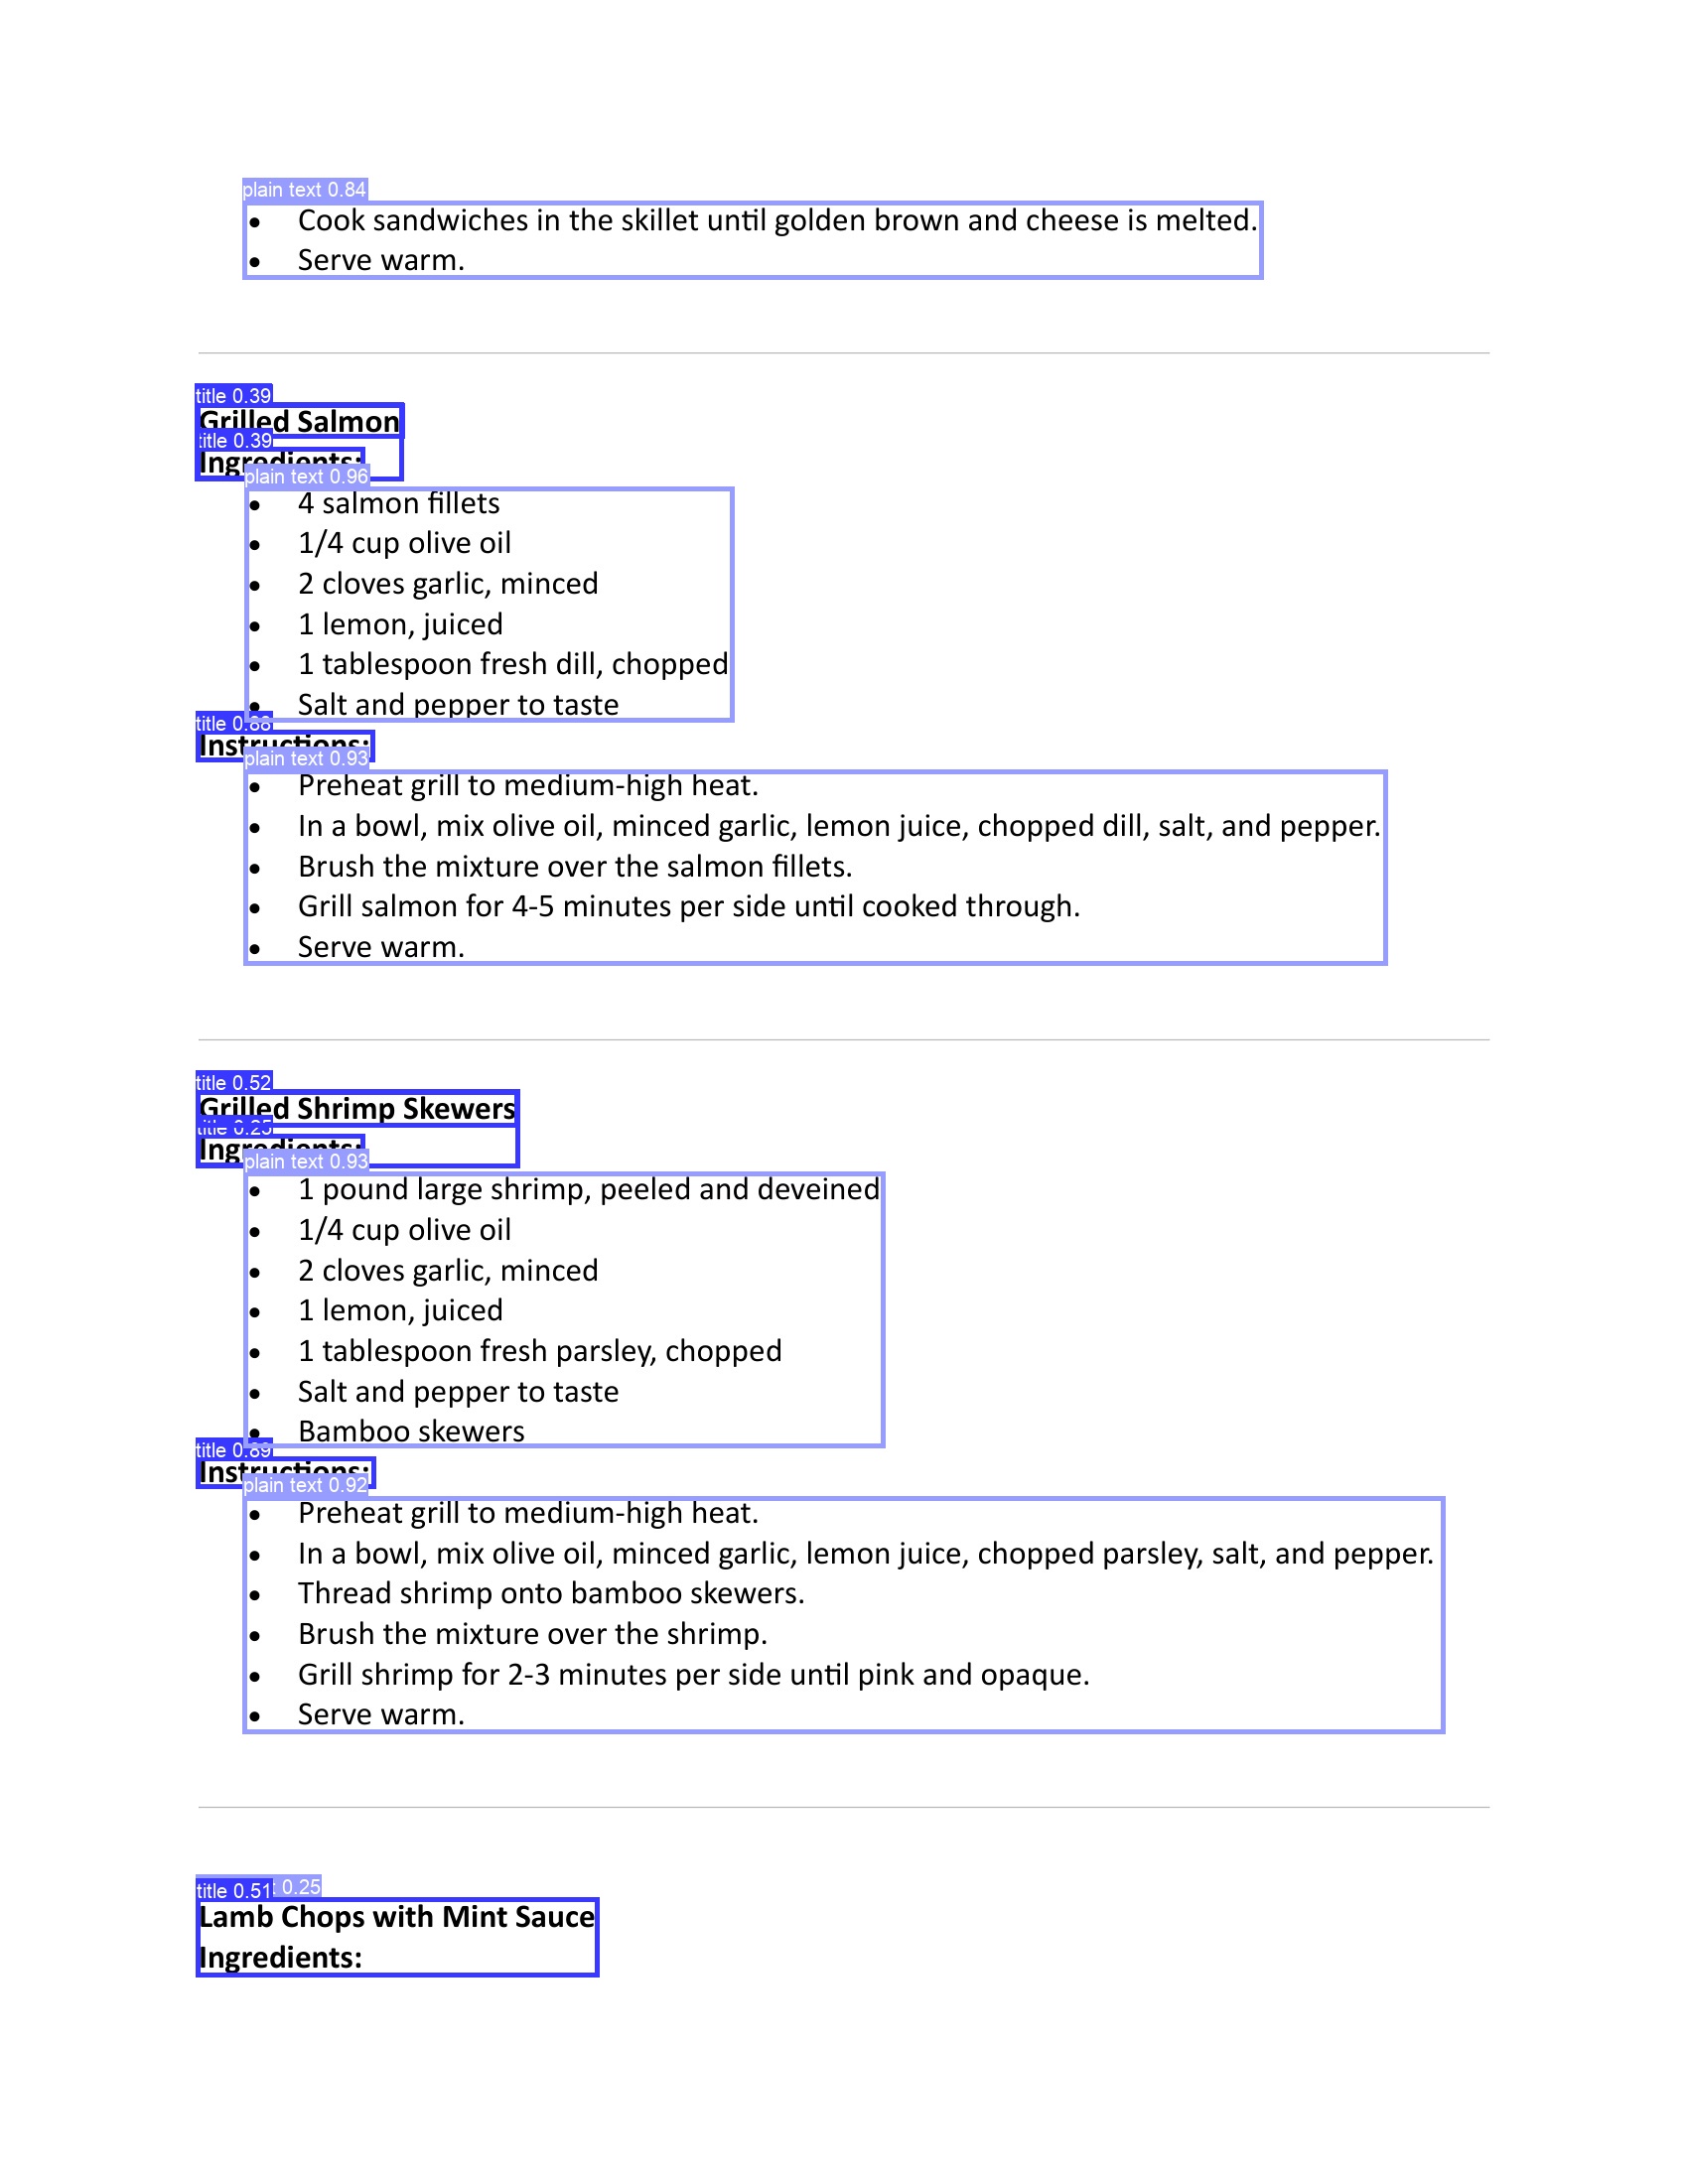 plain text 0.84
• Cook sandwiches in the skillet until golden brown and cheese is melted.
• Serve warm.
title 0.39
Grilled Salmon
title 0.39
Ingredients:
plain text 0.96
• 4 salmon fillets
• 1/4 cup olive oil
• 2 cloves garlic, minced
• 1 lemon, juiced
• 1 tablespoon fresh dill, chopped
• Salt and pepper to taste
title 0.88
Instructions:
plain text 0.93
• Preheat grill to medium-high heat.
• In a bowl, mix olive oil, minced garlic, lemon juice, chopped dill, salt, and pepper.
• Brush the mixture over the salmon fillets.
• Grill salmon for 4-5 minutes per side until cooked through.
• Serve warm.
title 0.52
Grilled Shrimp Skewers
title 0.25
Ingredients:
plain text 0.93
• 1 pound large shrimp, peeled and deveined
• 1/4 cup olive oil
• 2 cloves garlic, minced
• 1 lemon, juiced
• 1 tablespoon fresh parsley, chopped
• Salt and pepper to taste
• Bamboo skewers
title 0.89
Instructions:
plain text 0.92
• Preheat grill to medium-high heat.
• In a bowl, mix olive oil, minced garlic, lemon juice, chopped parsley, salt, and pepper.
• Thread shrimp onto bamboo skewers.
• Brush the mixture over the shrimp.
• Grill shrimp for 2-3 minutes per side until pink and opaque.
• Serve warm.
title 0.51 0.25
Lamb Chops with Mint Sauce
Ingredients: